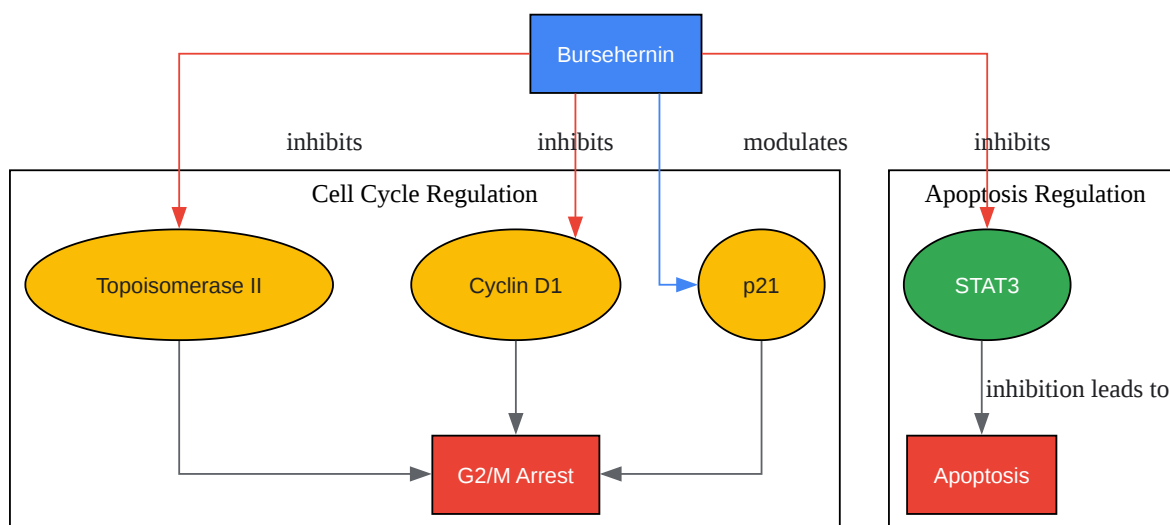 Bursehernin
inhibits
inhibits
modulates
inhibits
Cell Cycle Regulation
Apoptosis Regulation
Topoisomerase II
Cyclin D1
p21
STAT3
inhibition leads to
G2/M Arrest
Apoptosis